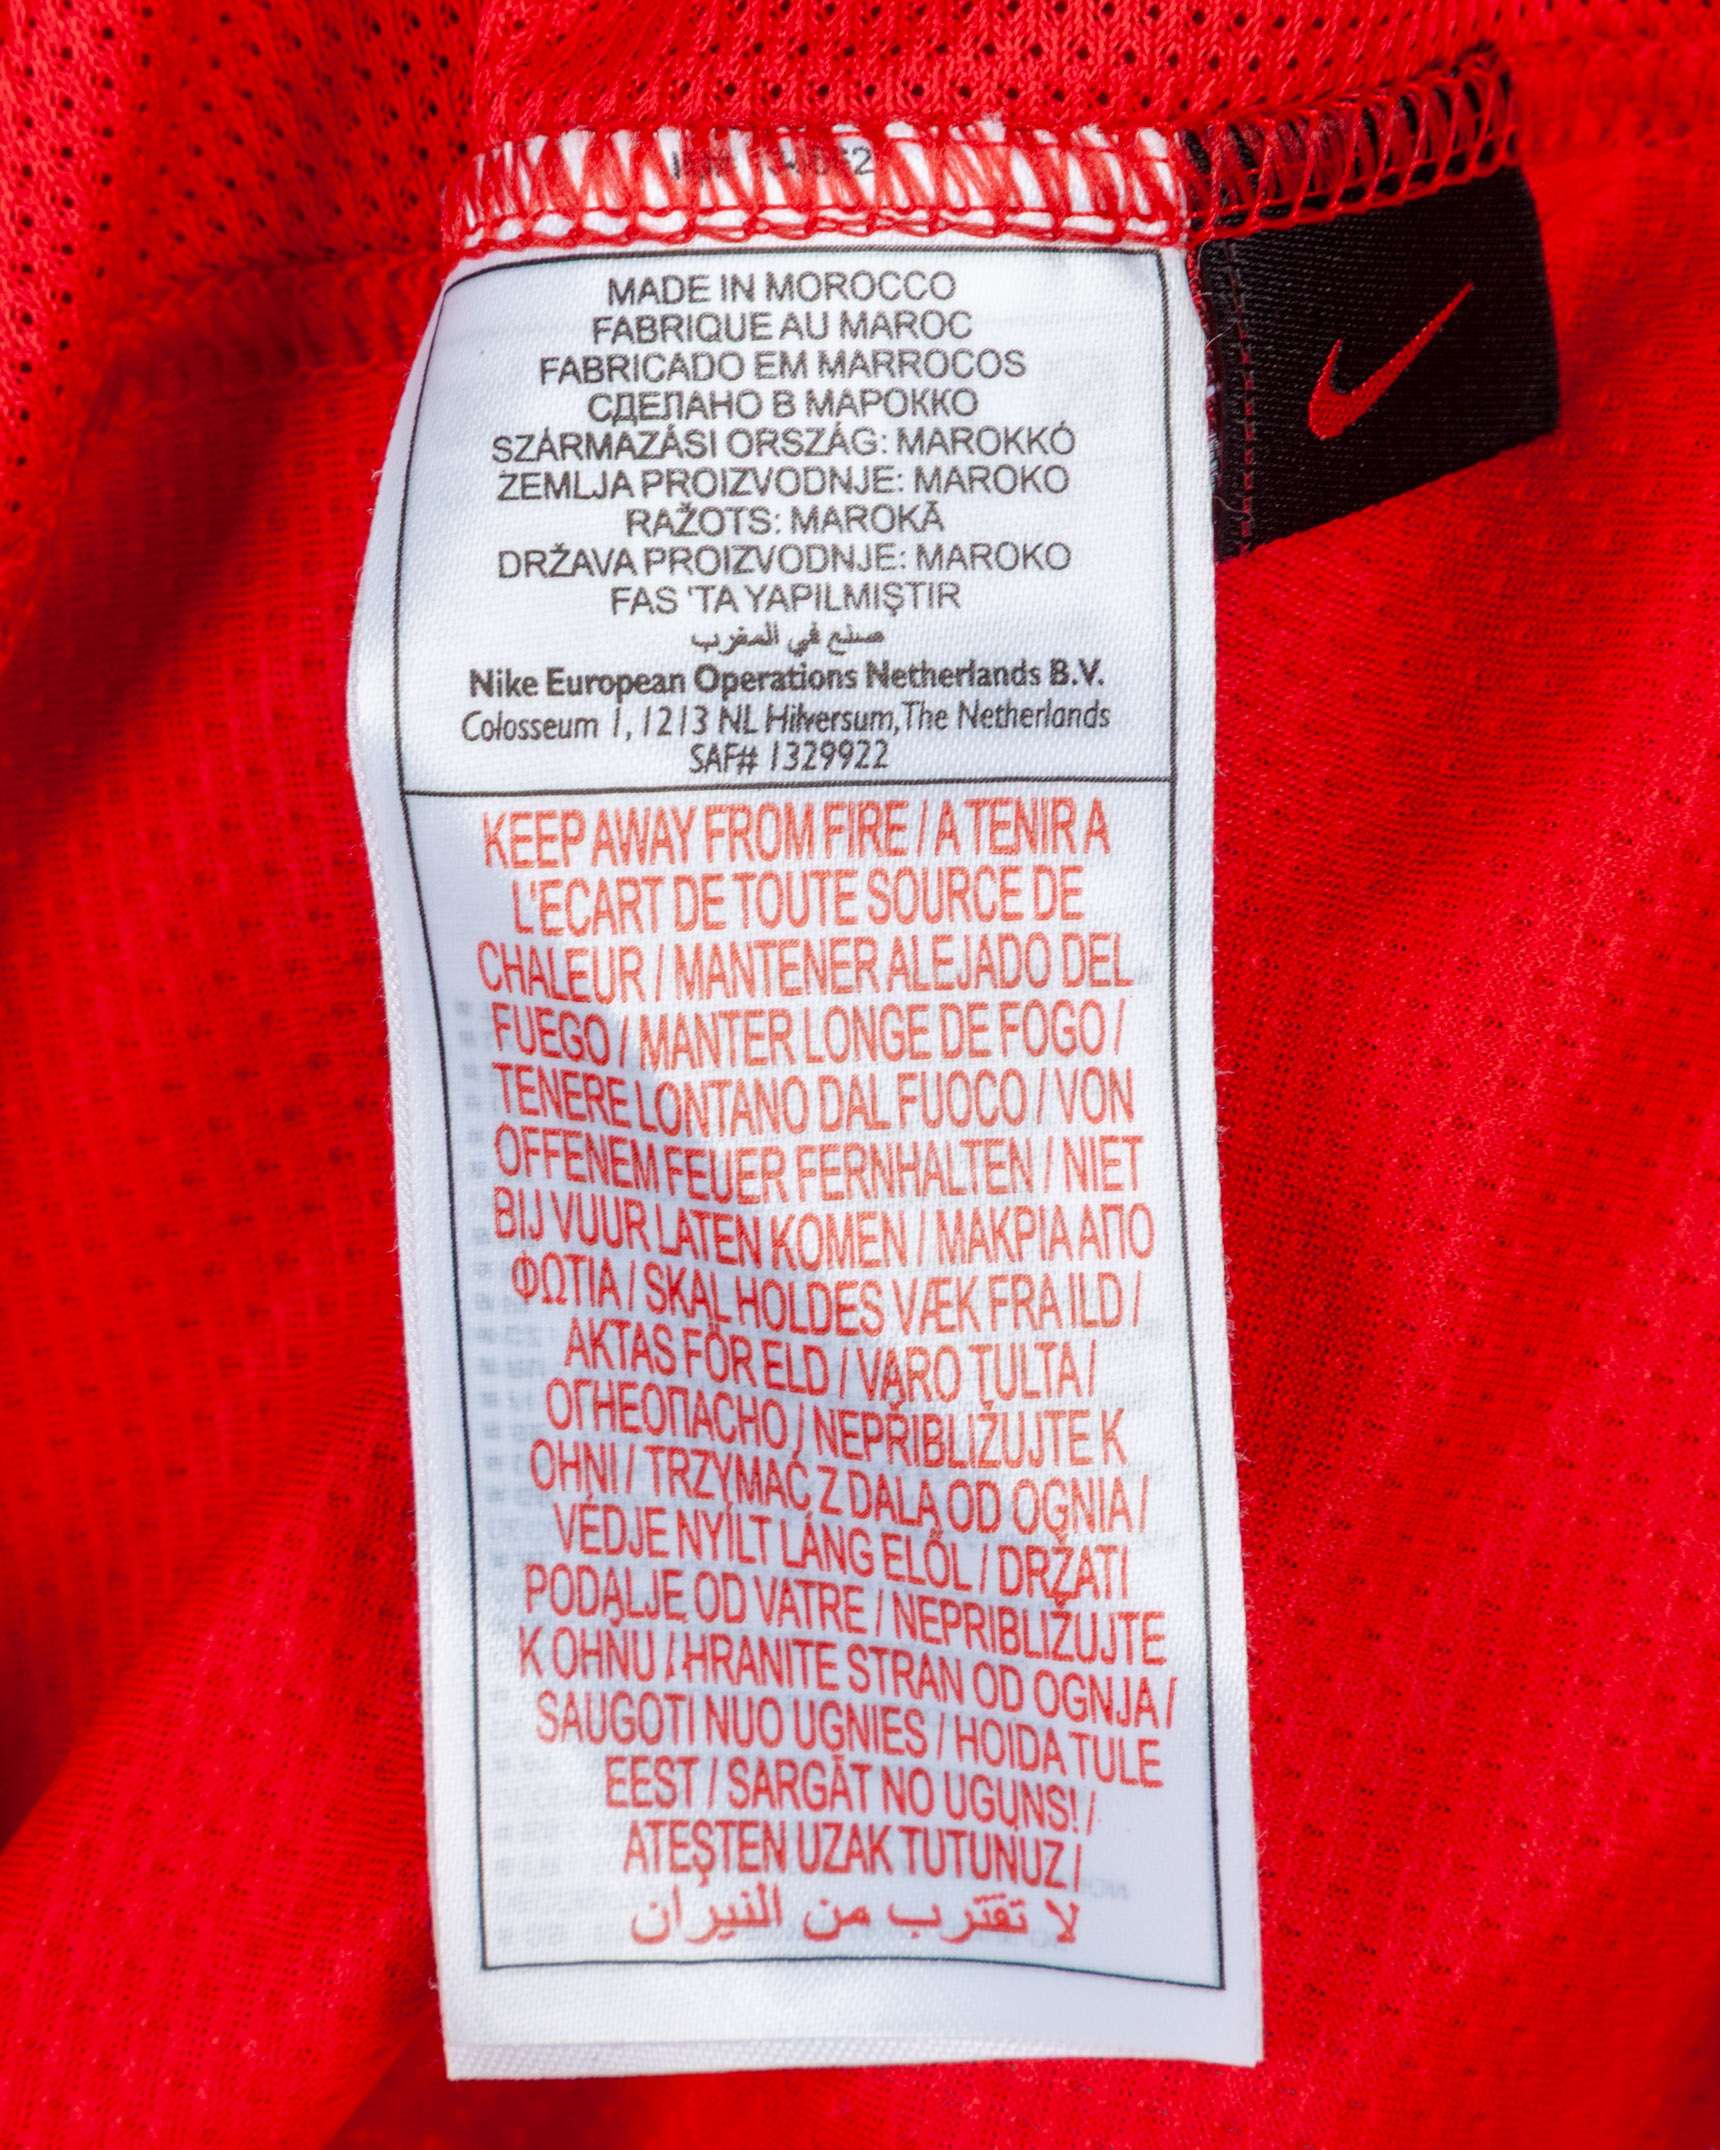 MADE IN MOROCCO
FABRIQUE AU MAROC
FABRICADO EM MARROCOS
СДЕЛАНО В МАРОККО
SZÁRMAZÁSI ORSZÁG: MAROKKÓ
ZEMLJA PROIZVODNJE: MAROKO
RAŽOTS: MAROKĀ
DRŽAVA PROIZVODNJE: MAROKO
FAS 'TA YAPILMIŞTIR
صنع في المغرب
Nike European Operations Netherlands B.V.
Colosseum 1, 1213 NL Hilversum, The Netherlands
SAF# 1329922
KEEP AWAY FROM FIRE / A TENIR A
L'ECART DE TOUTE SOURCE DE
CHALEUR / MANTENER ALEJADO DEL
FUEGO / MANTER LONGE DE FOGO /
TENERE LONTANO DAL FUOCO / VON
OFFENEM FEUER FERNHALTEN / NIET
BIJ VUUR LATEN KOMEN / ΜΑΚΡΙΑ ΑΠΟ
ΦΩΤΙΑ / SKAL HOLDES VÆK FRA ILD /
AKTAS FÖR ELD / VARO TULTA /
ОГНЕОПАСНО / NEPŘIBLIŽUJTE K
OHNI / TRZYMAĆ Z DALA OD OGNIA /
VÉDJE NYÍLT LÁNG ELŐL / DRŽATI
PODALJE OD VATRE / NEPRIBLIŽUJTE
K OHŇU / HRANITE STRAN OD OGNJA /
SAUGOTI NUO UGNIES / HOIDA TULE
EEST / SARGĀT NO UGUNS! /
ATEŞTEN UZAK TUTUNUZ /
لا تقترب من النيران